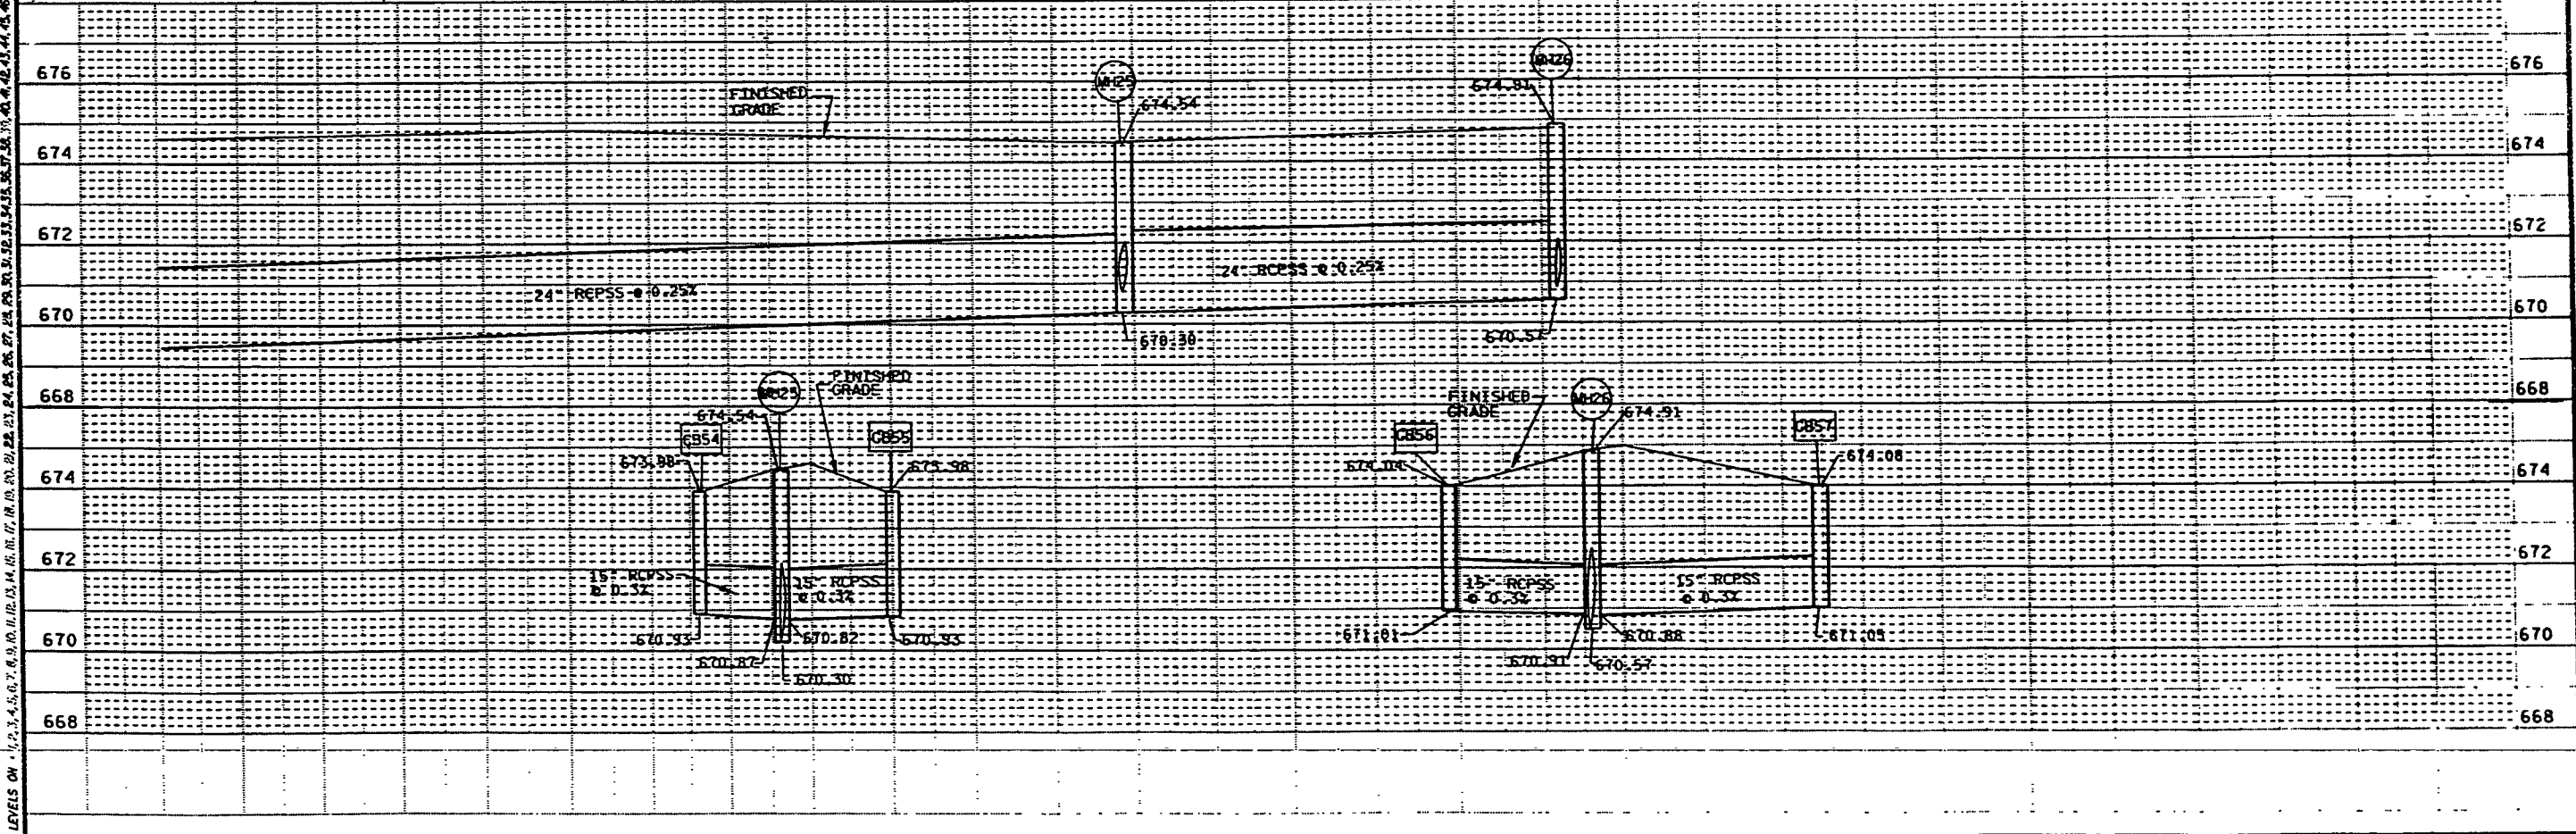 676
676
MH25
MH26
FINISHED
GRADE
674.54
674.91
674
674
672
672
24" RCPSS @ 0.25%
24" RCPSS @ 0.25%
670
670
670.30
670.57
668
668
MH25
FINISHED
GRADE
674.54
CB54
CB55
673.98
673.98
FINISHED
GRADE
MH26
674.91
CB56
CB57
674.04
674.08
674
674
672
672
15" RCPSS
@ 0.3%
15" RCPSS
@ 0.3%
15" RCPSS
@ 0.3%
15" RCPSS
@ 0.3%
670
670
670.93
670.82
670.93
670.87
670.30
671.01
670.88
671.05
670.91
670.57
668
668
LEVELS ON